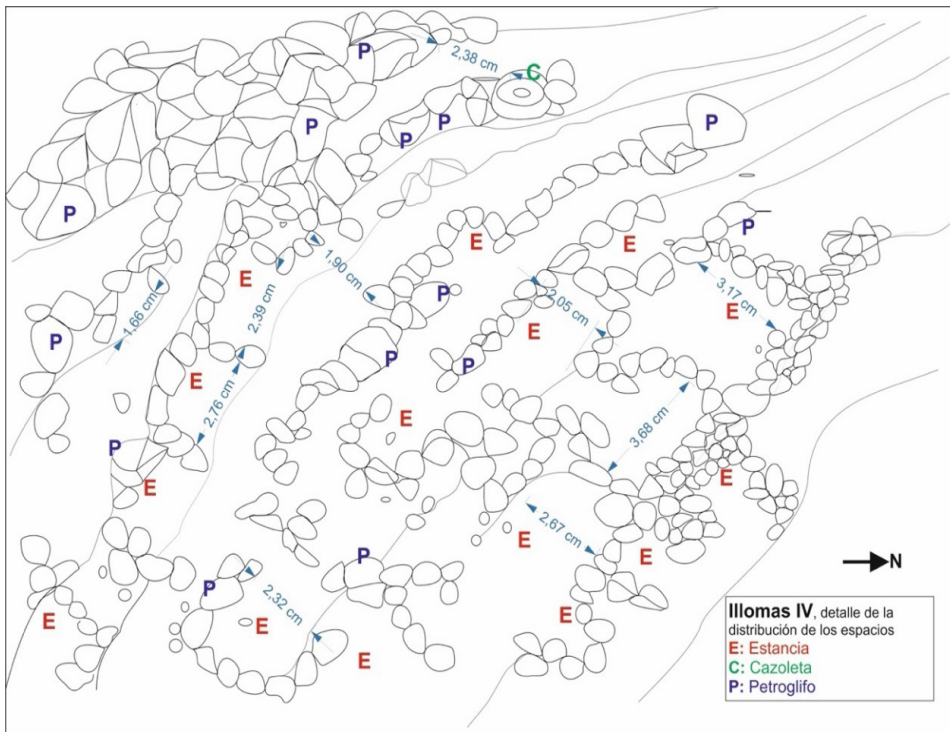 P
2,38 cm
C
P
P
P
P
P
E
P
E
E
1,90 cm
3,17 cm
E
2,39 cm
P
2,05 cm
E
1,66 cm
P
P
P
E
2,76 cm
E
3,68 cm
P
E
E
2,67 cm
E
P
E
N
P
2,32 cm
E
E
E
E
Illomas IV, detalle de la
distribución de los espacios
E: Estancia
C: Cazoleta
P: Petroglifo